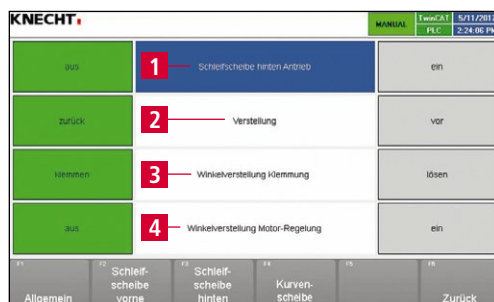 KNECHT
MANUAL
TwinCAT 5/11/2017
PLC 2:24:06 PM
aus 1 Schleifscheibe hinten Antrieb ein
zurück 2 Verstellung vor
klemmen 3 Winkelverstellung Klemmung lösen
aus 4 Winkelverstellung Motor-Regelung ein
F1 F2 F3 F4 F5 F6
Allgemein
Schleif-
scheibe
vorne
Schleif-
scheibe
hinten
Kurven-
scheibe
Zurück